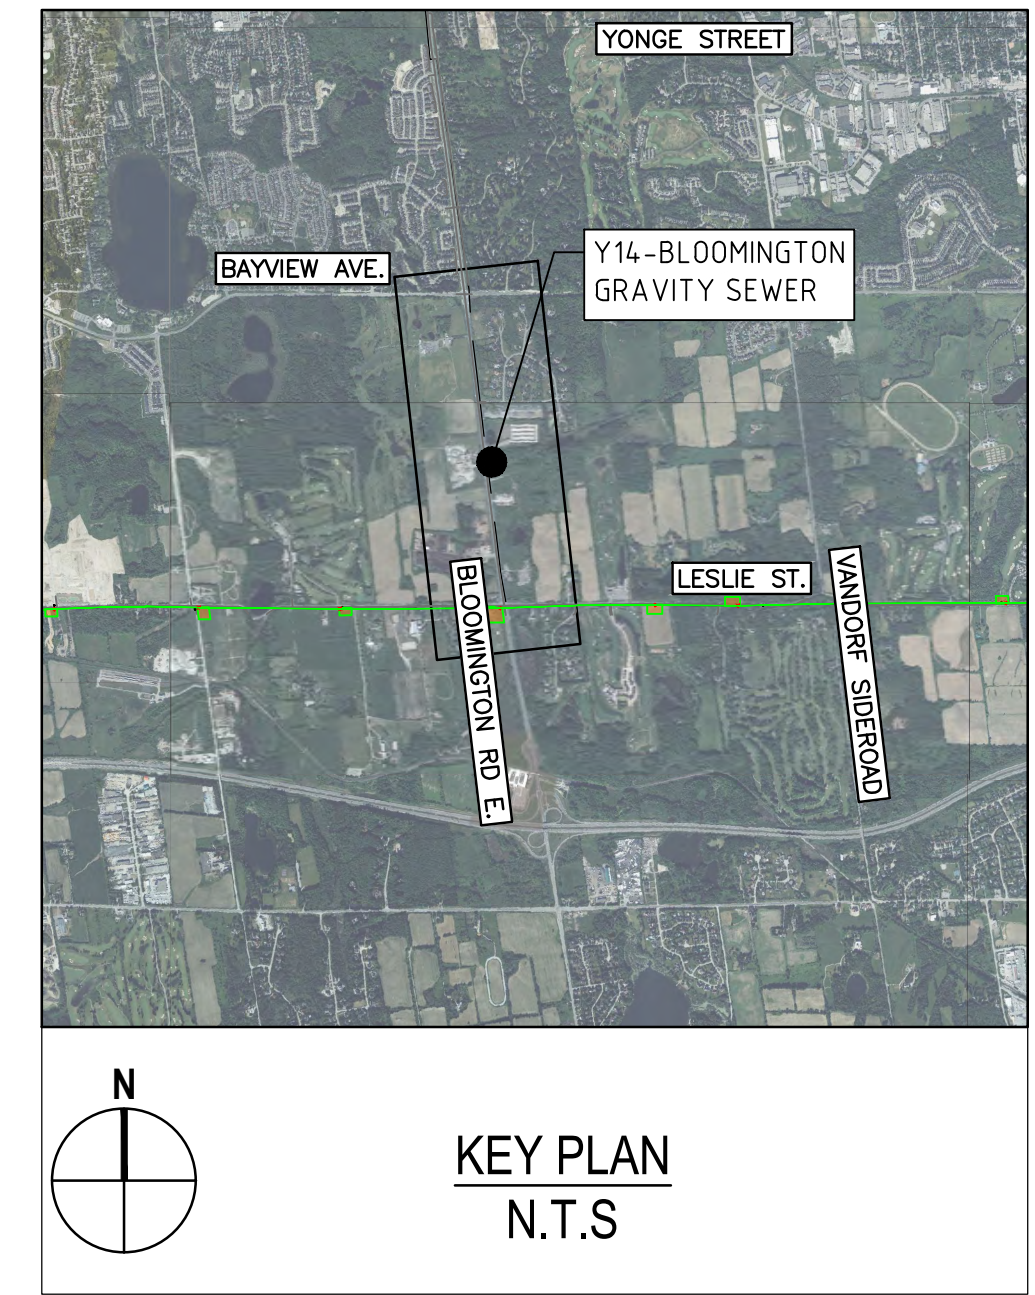 YONGE STREET
Y14-BLOOMINGTON
GRAVITY SEWER
BAYVIEW AVE.
LESLIE ST.
BLOOMINGTON RD E.
VANDORF SIDEROAD
N
KEY PLAN
N.T.S